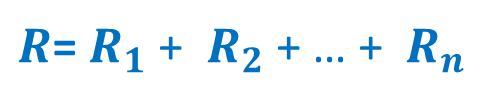 R= R₁ + R₂ + ... + Rₙ